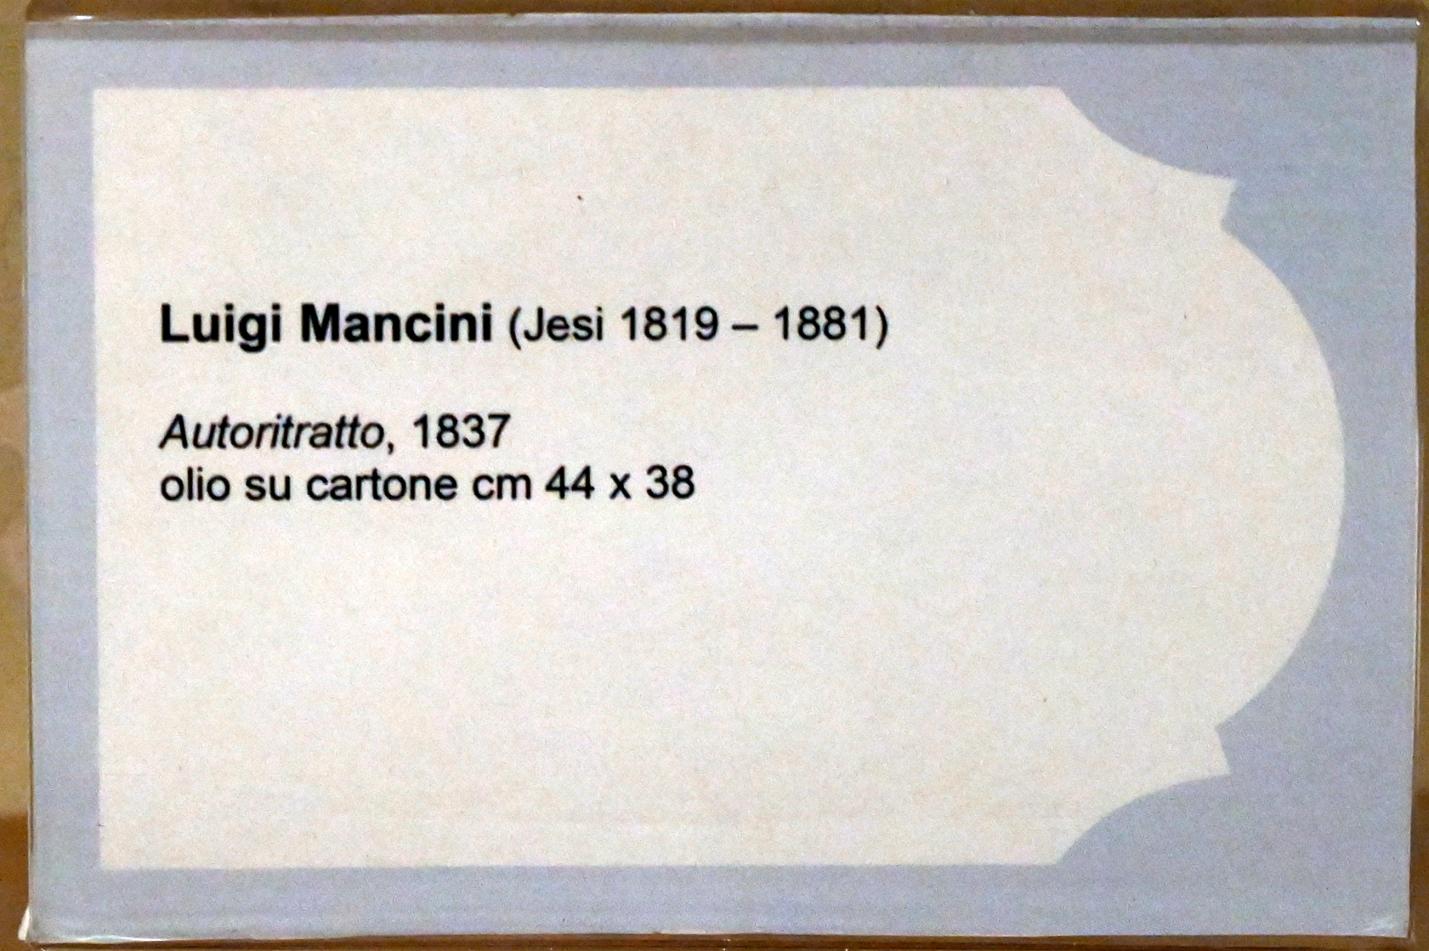 Luigi Mancini (Jesi 1819 – 1881)
Autoritratto, 1837
olio su cartone cm 44 x 38